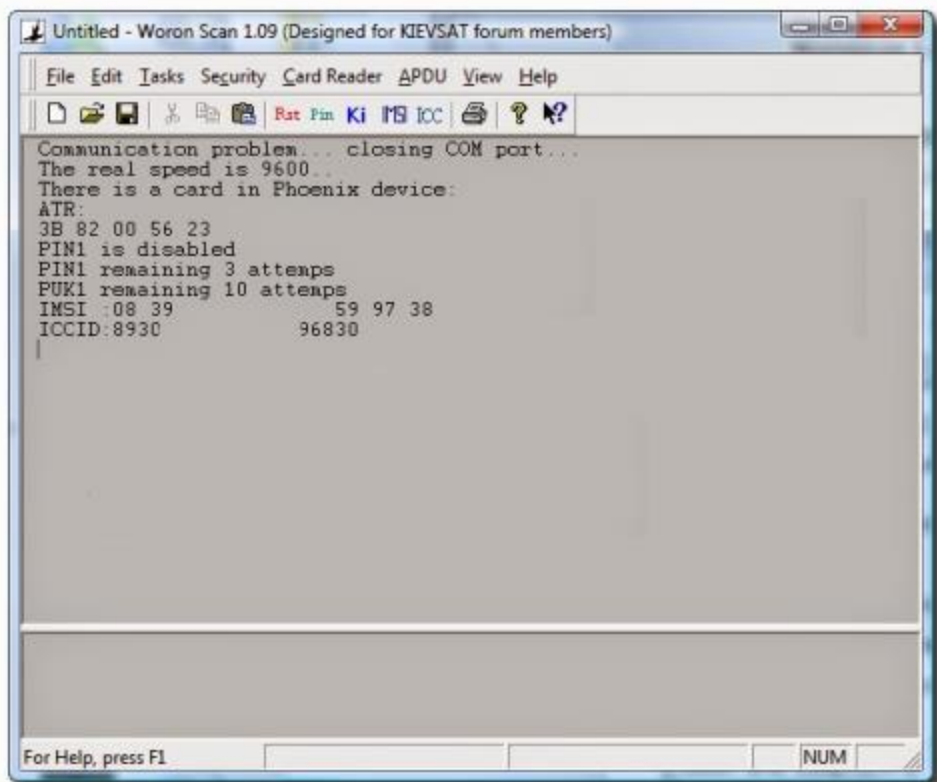 Untitled - Woron Scan 1.09 (Designed for KIEVSAT forum members)
File Edit Tasks Security Card Reader APDU View Help
Rst Pin Ki IMSI ICC
Communication problem... closing COM port...
The real speed is 9600..
There is a card in Phoenix device:
ATR:
3B 82 00 56 23
PIN1 is disabled
PIN1 remaining 3 attemps
PUK1 remaining 10 attemps
IMSI :08 39 59 97 38
ICCID:8930 96830
For Help, press F1
NUM